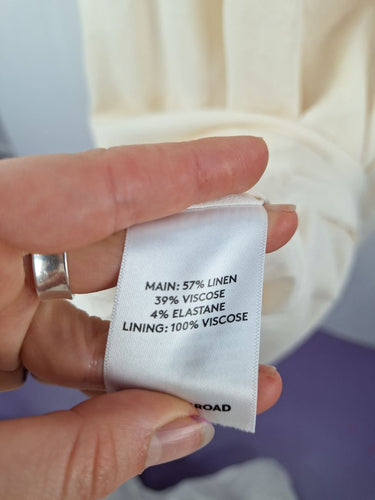 MAIN: 57% LINEN
39% VISCOSE
4% ELASTANE
LINING: 100% VISCOSE
ROAD